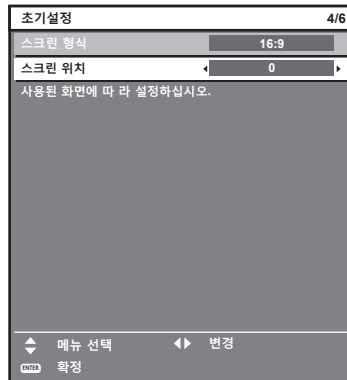 초기설정 4/6
스크린 형식 16:9
스크린 위치 0
사용된 화면에 따 라 설정하십시오.
메뉴 선택 변경
ENTER 확정